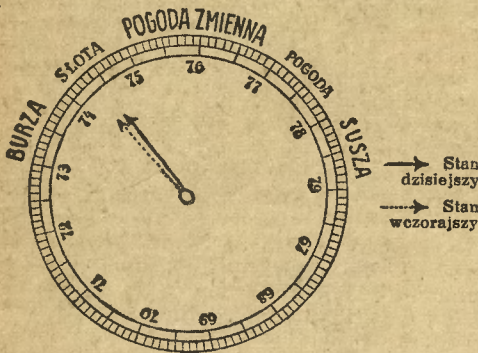 POGODA ZMIENNA
SŁOTA
POGODA
BURZA
SUSZA
76
75
77
74
78
73
79
72
67
71
68
70
69
Stan
dzisiejszy
Stan
wczorajszy